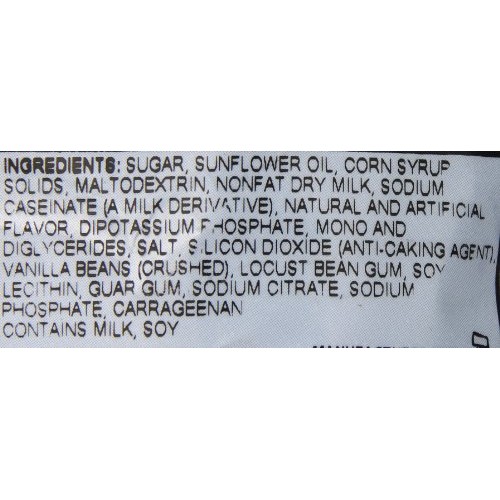 INGREDIENTS: SUGAR, SUNFLOWER OIL, CORN SYRUP
SOLIDS, MALTODEXTRIN, NONFAT DRY MILK, SODIUM
CASEINATE (A MILK DERIVATIVE), NATURAL AND ARTIFICIAL
FLAVOR, DIPOTASSIUM PHOSPHATE, MONO AND
DIGLYCERIDES, SALT, SILICON DIOXIDE (ANTI-CAKING AGENT),
VANILLA BEANS (CRUSHED), LOCUST BEAN GUM, SOY
LECITHIN, GUAR GUM, SODIUM CITRATE, SODIUM
PHOSPHATE, CARRAGEENAN
CONTAINS MILK, SOY